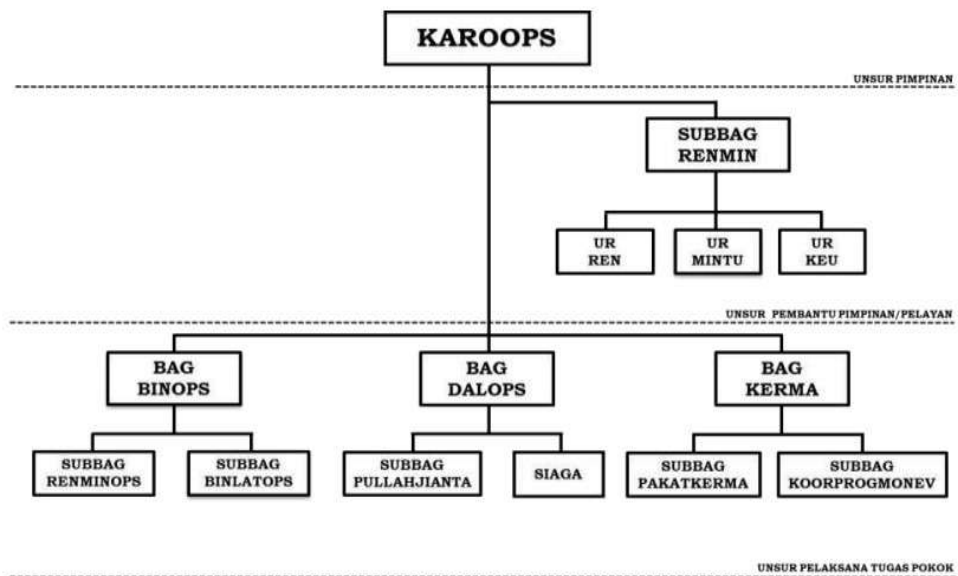 KAROOPS
UNSUR PIMPINAN
SUBBAG
RENMIN
UR
REN
UR
MINTU
UR
KEU
UNSUR PEMBANTU PIMPINAN/PELAYAN
BAG
BINOPS
BAG
DALOPS
BAG
KERMA
SUBBAG
RENMINOPS
SUBBAG
BINLATOPS
SUBBAG
PULLAHJIANTA
SIAGA
SUBBAG
PAKATKERMA
SUBBAG
KOORPROGMONEV
UNSUR PELAKSANA TUGAS POKOK